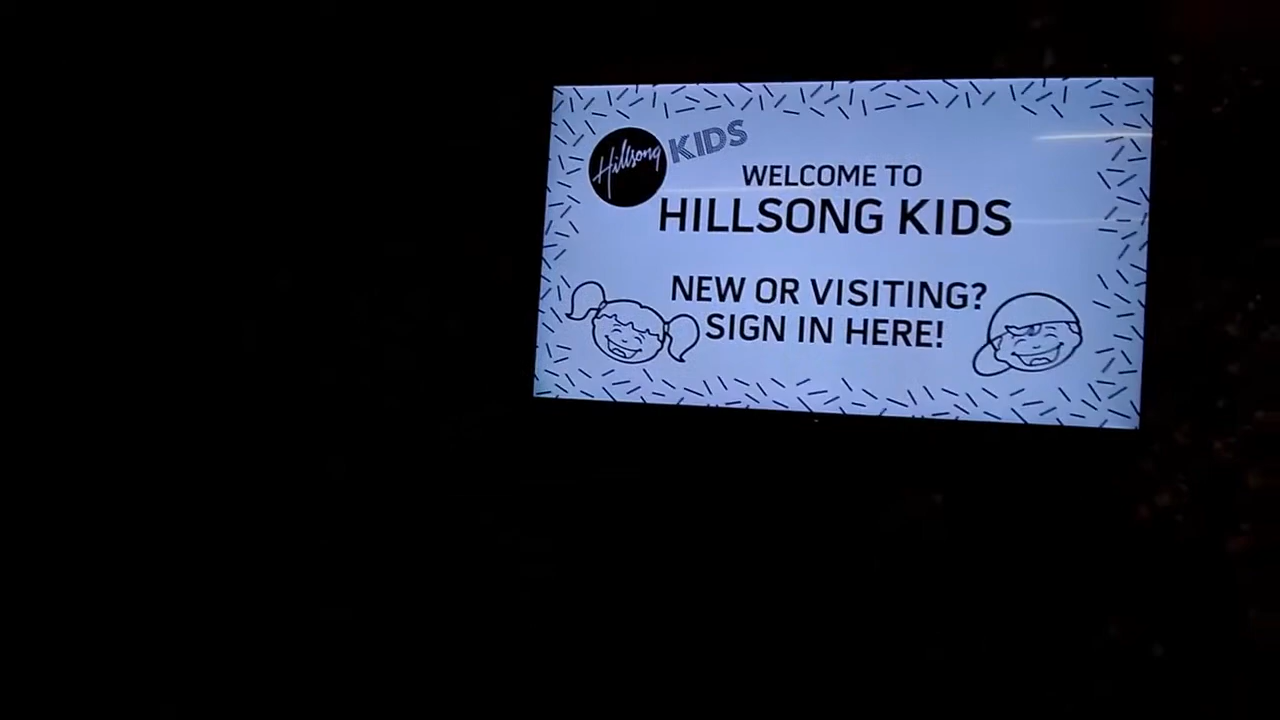 Hillsong KIDS
WELCOME TO
HILLSONG KIDS
NEW OR VISITING?
SIGN IN HERE!